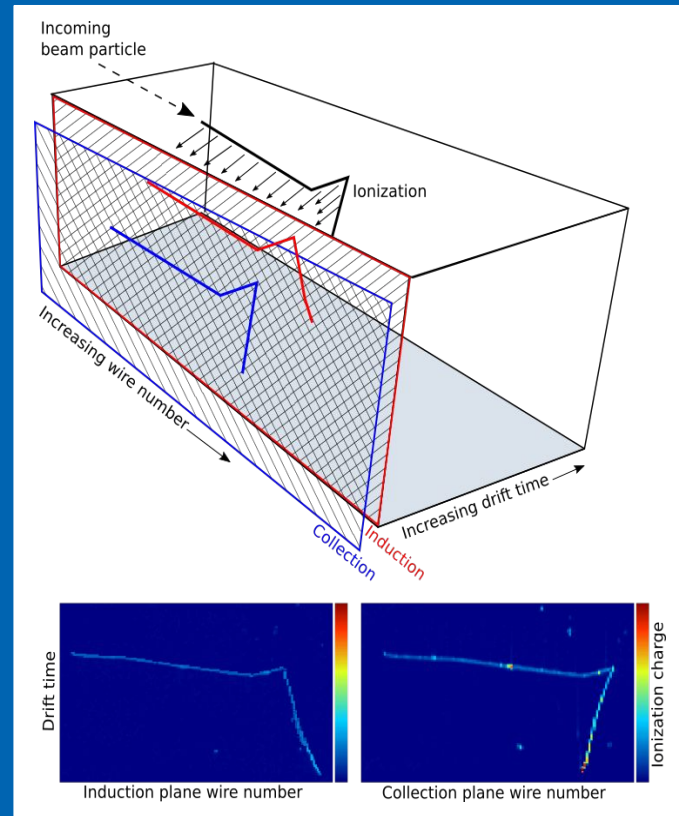 Incoming
beam particle
Ionization
Increasing wire number
Increasing drift time
Collection
Induction
Drift time
Induction plane wire number
Collection plane wire number
Ionization charge